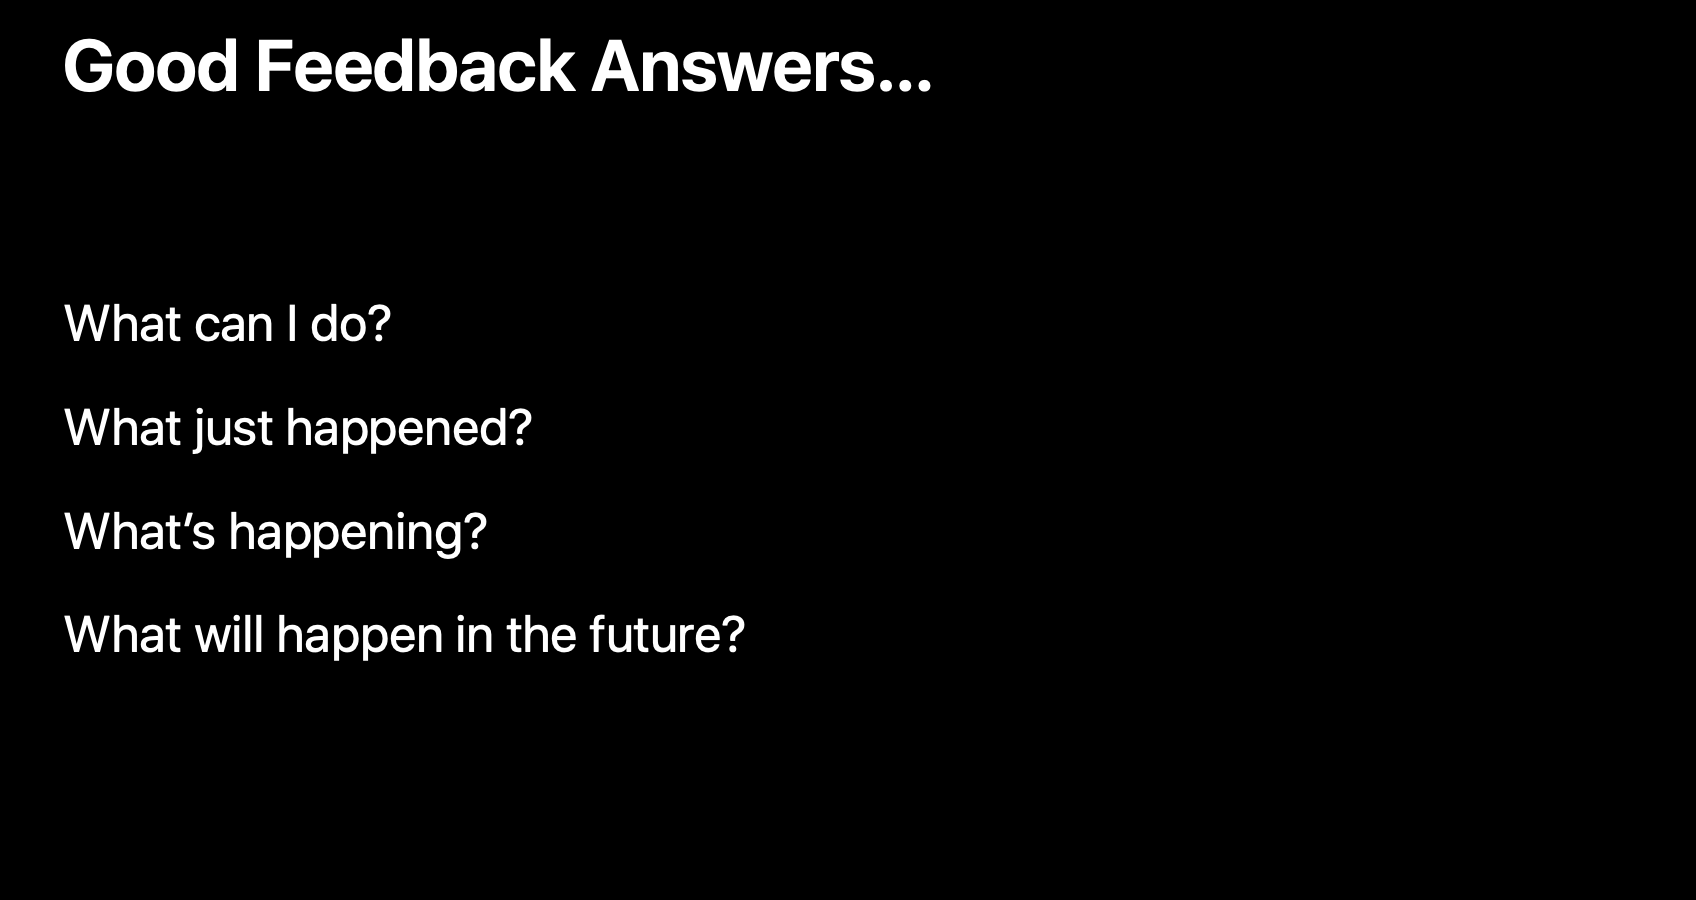 Good Feedback Answers...
What can I do?
What just happened?
What’s happening?
What will happen in the future?